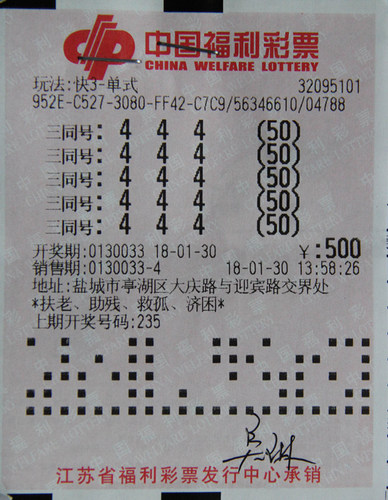 中国福利彩票
CHINA WELFARE LOTTERY
玩法:快3-单式 32095101
952E-C527-3080-FF42-C7C9/56346610/04788
三同号: 4 4 4 (50)
三同号: 4 4 4 (50)
三同号: 4 4 4 (50)
三同号: 4 4 4 (50)
三同号: 4 4 4 (50)
开奖期:0130033 18-01-30 ¥:500
销售期:0130033-4 18-01-30 13:58:26
地址:盐城市亭湖区大庆路与迎宾路交界处
*扶老、助残、救孤、济困*
上期开奖号码:235
江苏省福利彩票发行中心承销